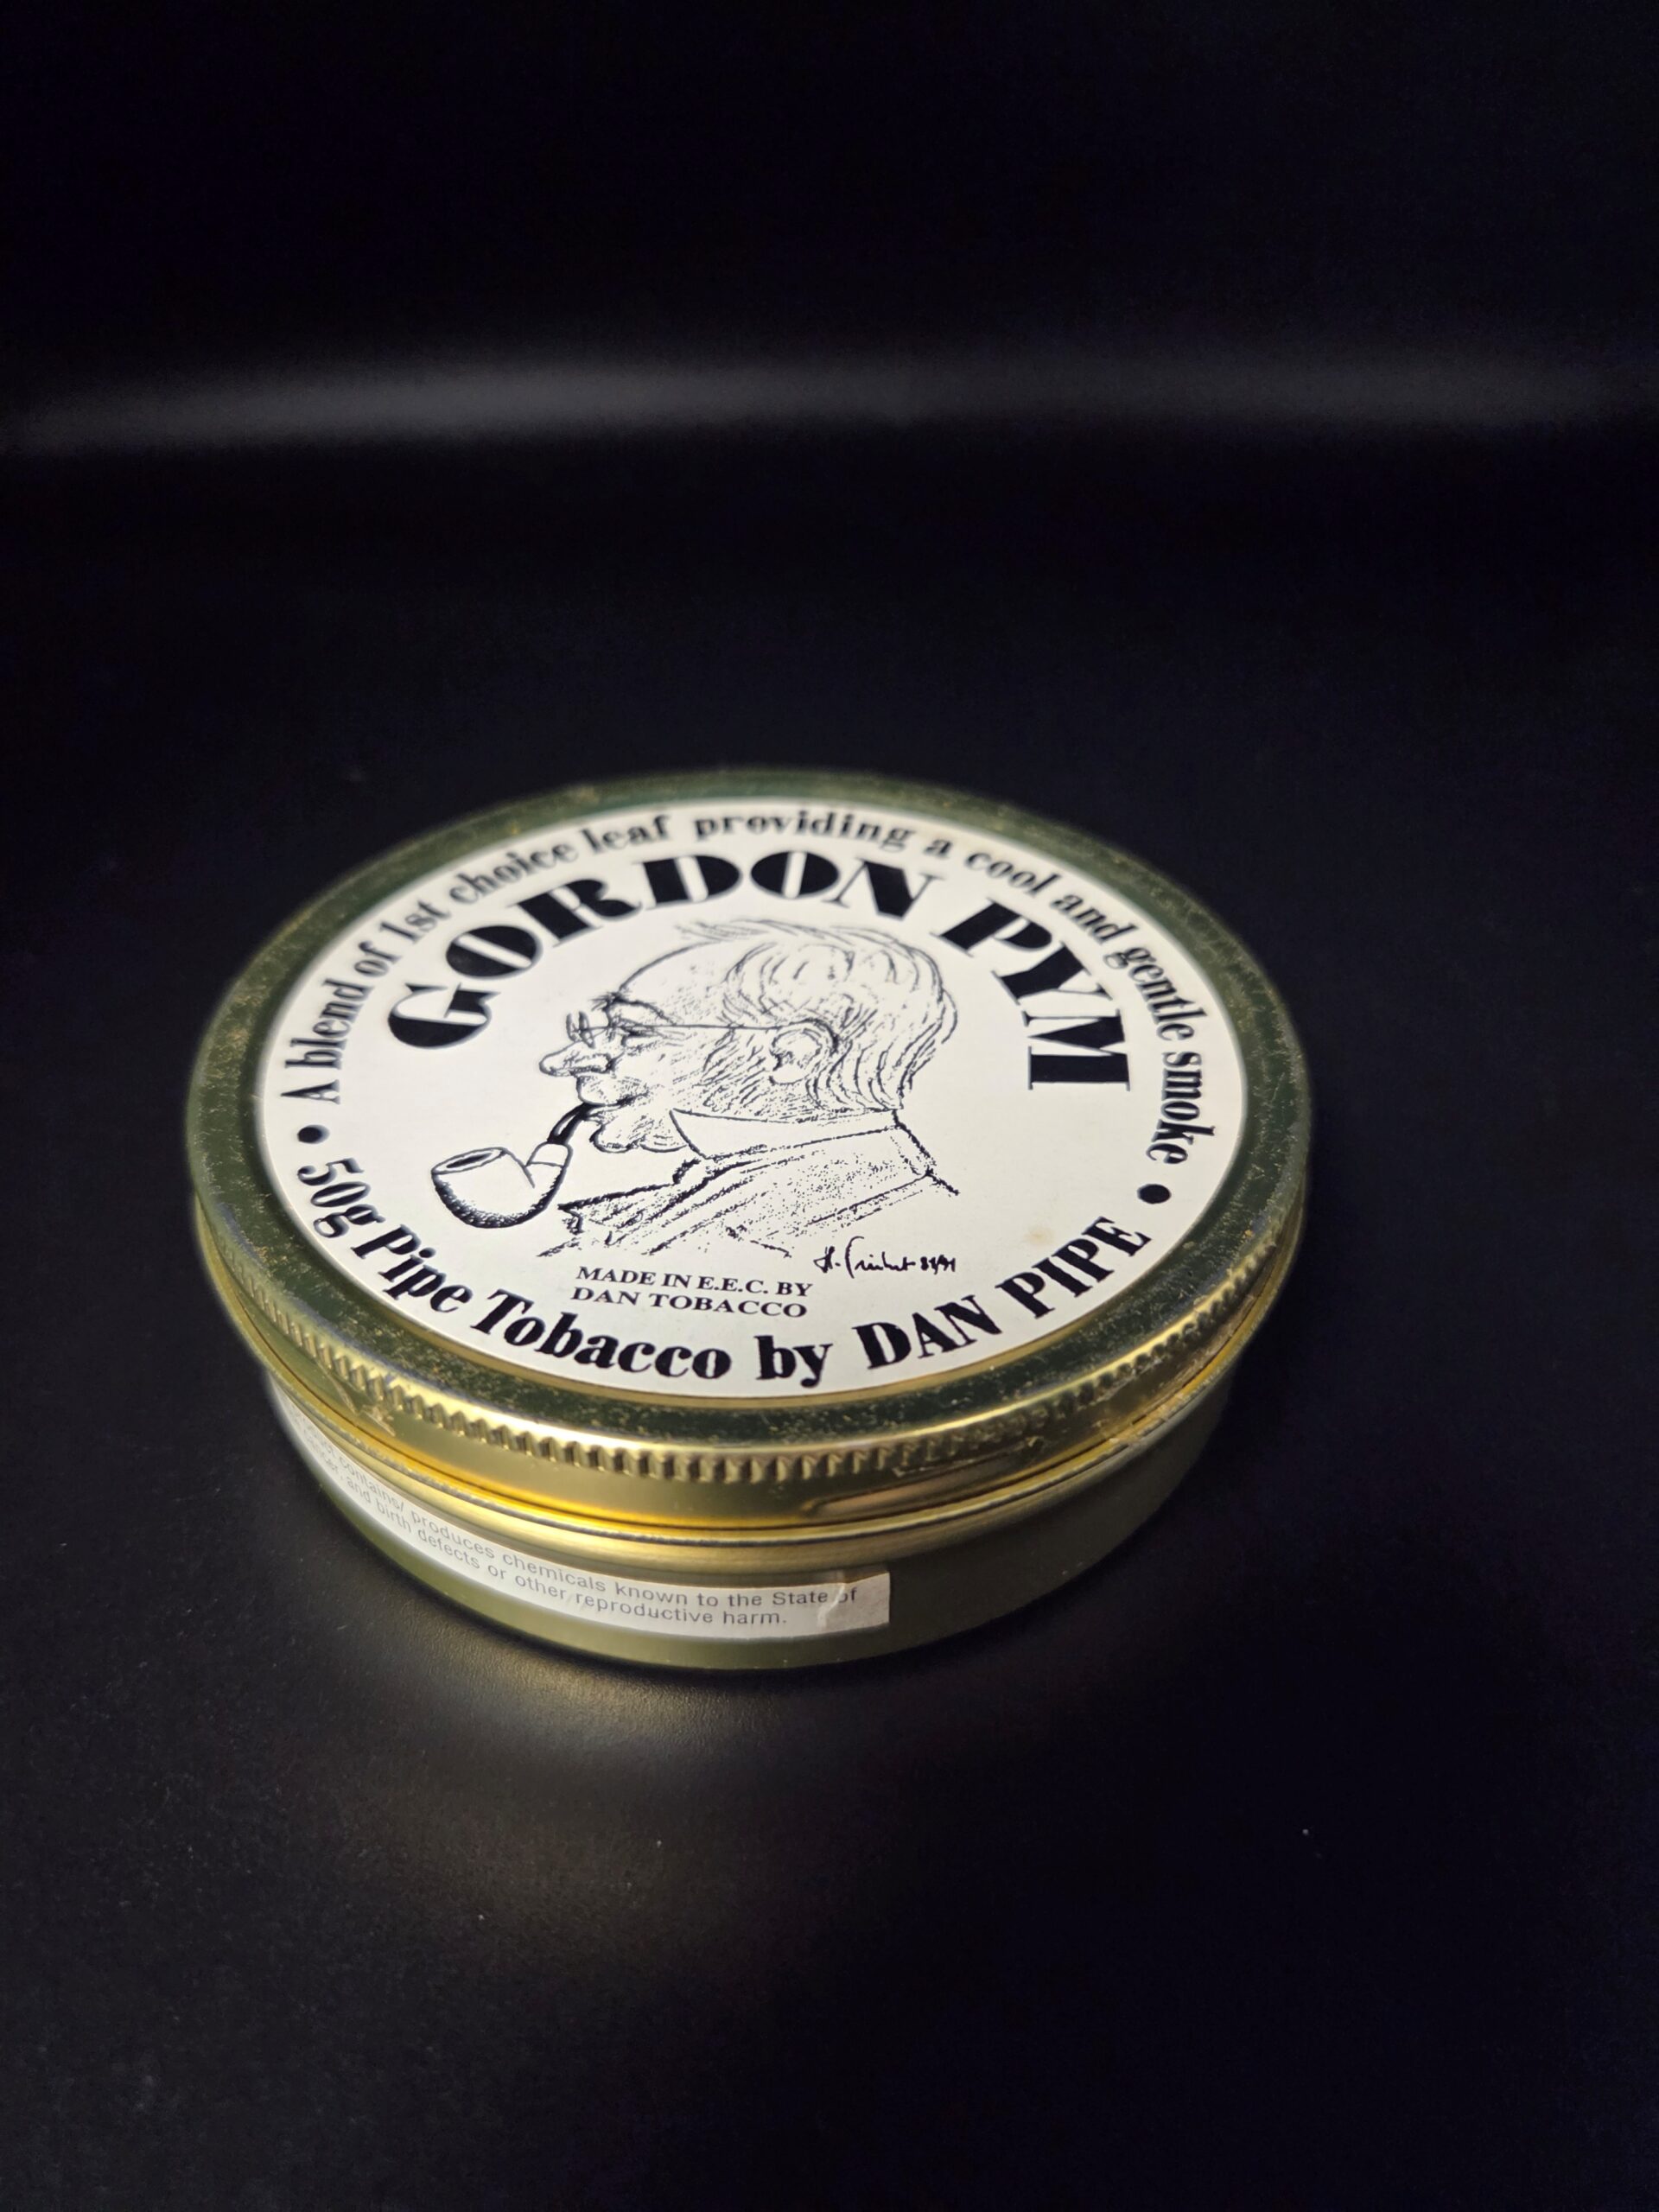 • A blend of 1st choice leaf providing a cool and gentle smoke •
GORDON PYM
MADE IN E.E.C. BY
DAN TOBACCO
50g Pipe Tobacco by DAN PIPE
contains/ produces chemicals known to the State of
and birth defects or other reproductive harm.